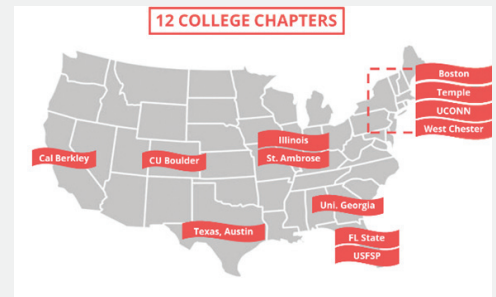 12 COLLEGE CHAPTERS
Boston
Temple
UCONN
West Chester
Illinois
St. Ambrose
Cal Berkley
CU Boulder
Uni. Georgia
Texas, Austin
FL State
USFSP